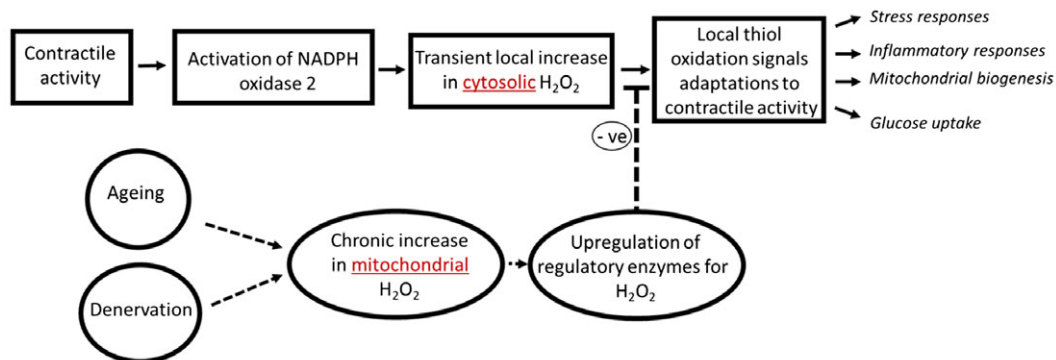 Contractile
activity
Activation of NADPH
oxidase 2
Transient local increase
in cytosolic H₂O₂
Local thiol
oxidation signals
adaptations to
contractile activity
Stress responses
Inflammatory responses
Mitochondrial biogenesis
Glucose uptake
- ve
Ageing
Denervation
Chronic increase
in mitochondrial
H₂O₂
Upregulation of
regulatory enzymes for
H₂O₂